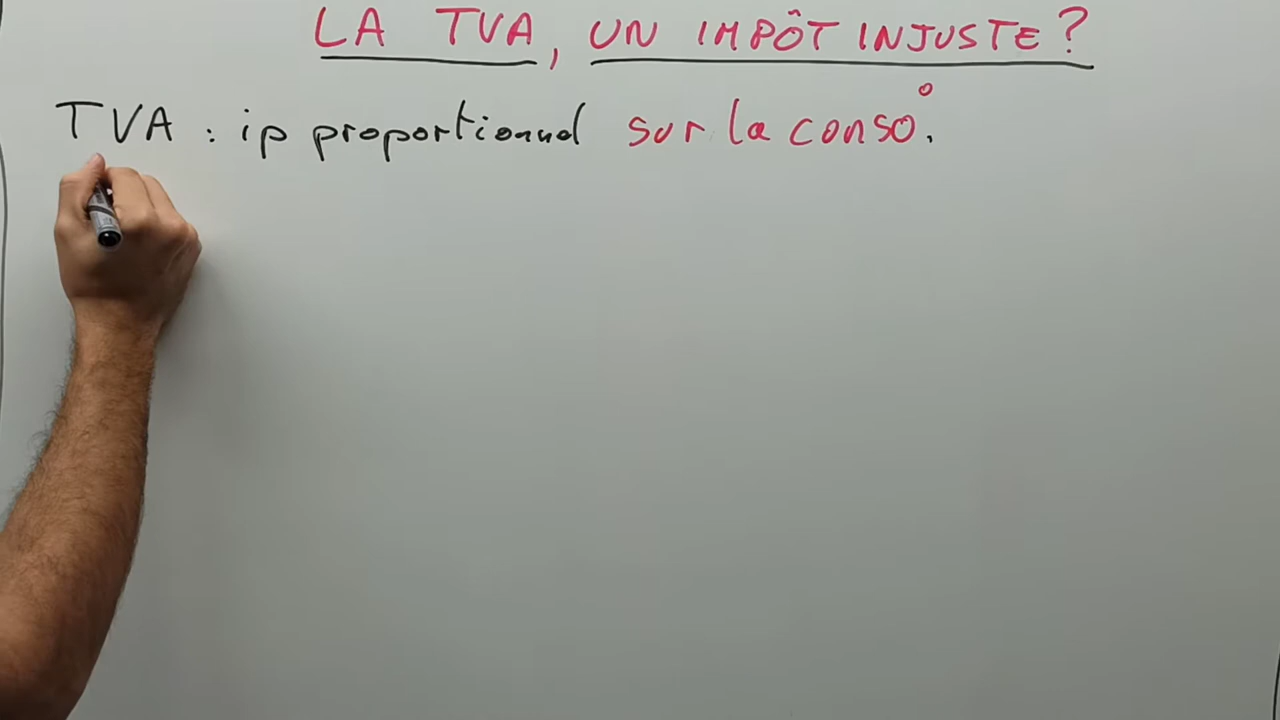 LA TVA, UN IMPÔT INJUSTE ?
TVA : ip proportionnel sur la conso°.